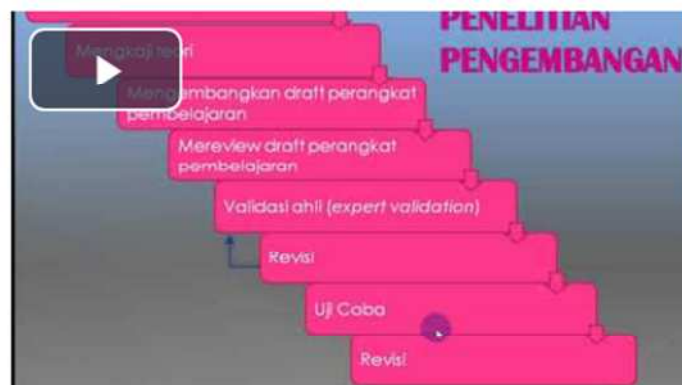 PENELITIAN
PENGEMBANGAN
Mengkaji teori
Mengembangkan draft perangkat
pembelajaran
Mereview draft perangkat
pembelajaran
Validasi ahli (expert validation)
Revisi
Uji Coba
Revisi